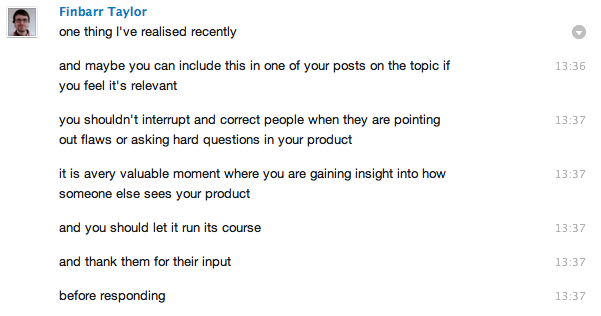 Finbarr Taylor
one thing I've realised recently
and maybe you can include this in one of your posts on the topic if 13:36
you feel it's relevant
you shouldn't interrupt and correct people when they are pointing 13:37
out flaws or asking hard questions in your product
it is avery valuable moment where you are gaining insight into how 13:37
someone else sees your product
and you should let it run its course 13:37
and thank them for their input 13:37
before responding 13:37